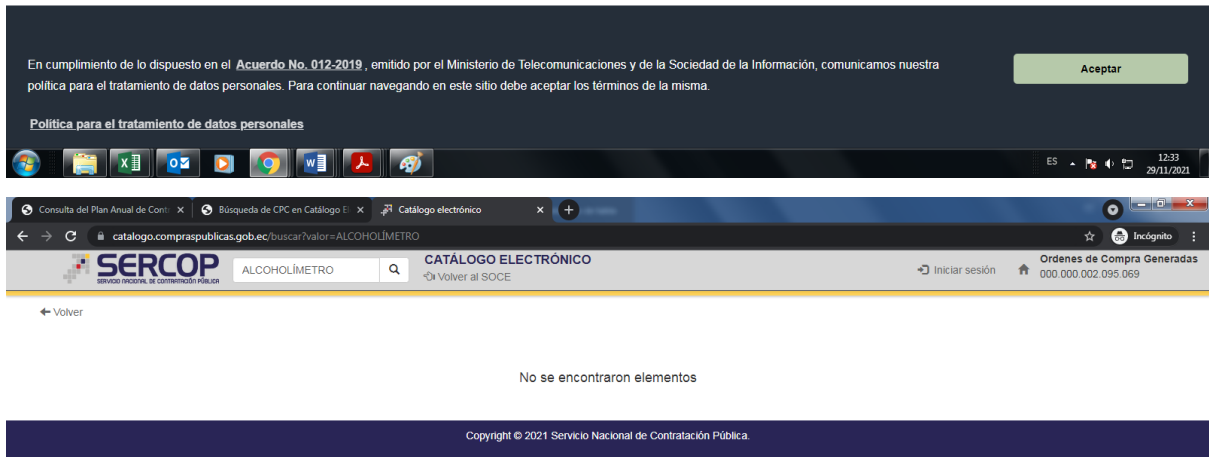 En cumplimiento de lo dispuesto en el Acuerdo No. 012-2019 , emitido por el Ministerio de Telecomunicaciones y de la Sociedad de la Información, comunicamos nuestra
política para el tratamiento de datos personales. Para continuar navegando en este sitio debe aceptar los términos de la misma.
Aceptar
Política para el tratamiento de datos personales
ES
12:33
29/11/2021
Consulta del Plan Anual de Cont
Búsqueda de CPC en Catálogo El
Catálogo electrónico
catalogo.compraspublicas.gob.ec/buscar?valor=ALCOHOLÍMETRO
Incógnito
SERCOP
SERVICIO NACIONAL DE CONTRATACIÓN PÚBLICA
ALCOHOLÍMETRO
CATÁLOGO ELECTRÓNICO
Volver al SOCE
Iniciar sesión
Ordenes de Compra Generadas
000.000.002.095.069
Volver
No se encontraron elementos
Copyright © 2021 Servicio Nacional de Contratación Pública.